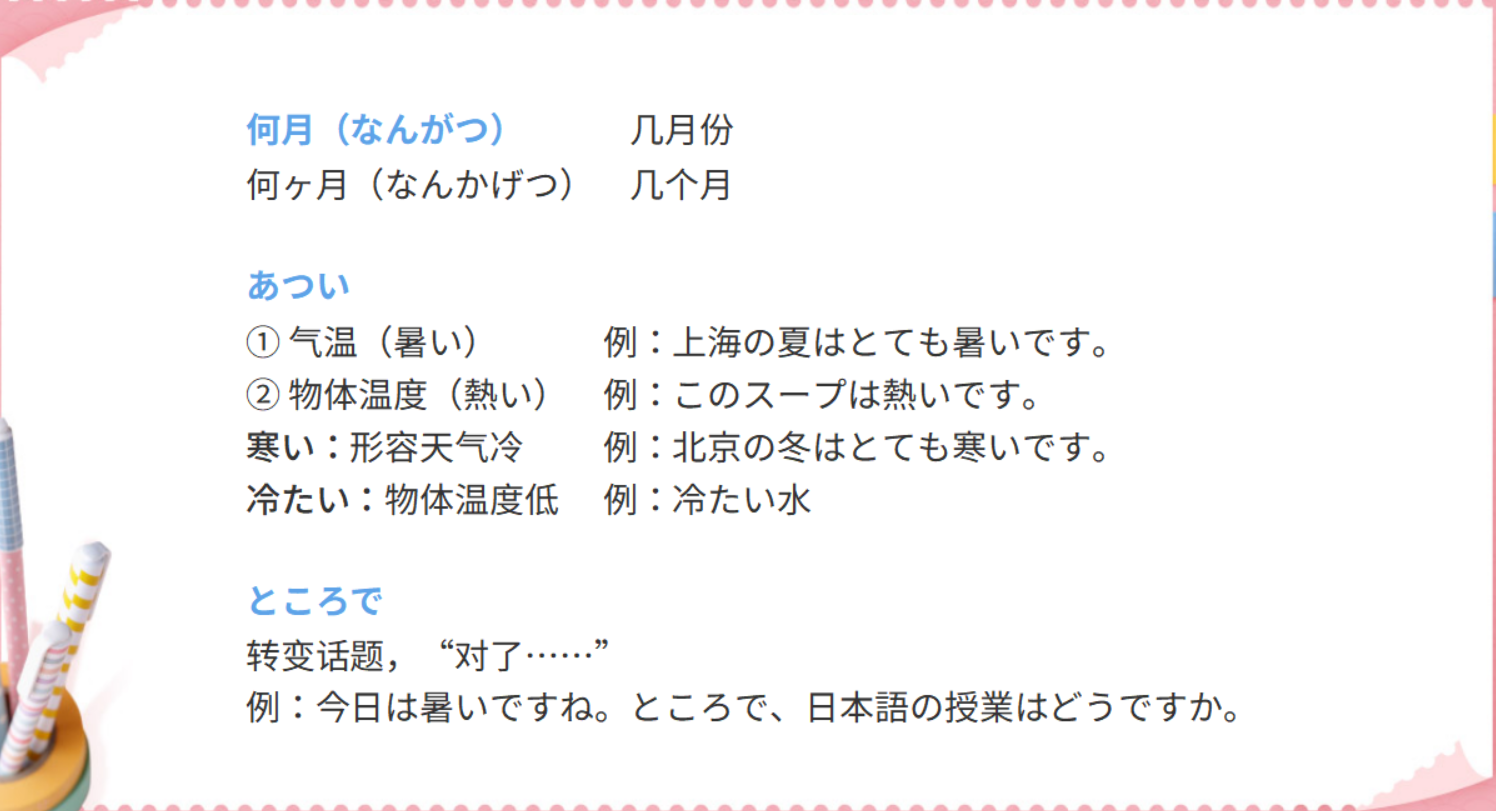 何月（なんがつ） 几月份
何ヶ月（なんかげつ） 几个月
あつい
① 气温（暑い） 例：上海の夏はとても暑いです。
② 物体温度（熱い） 例：このスープは熱いです。
寒い：形容天气冷 例：北京の冬はとても寒いです。
冷たい：物体温度低 例：冷たい水
ところで
转变话题，“对了……”
例：今日は暑いですね。ところで、日本語の授業はどうですか。